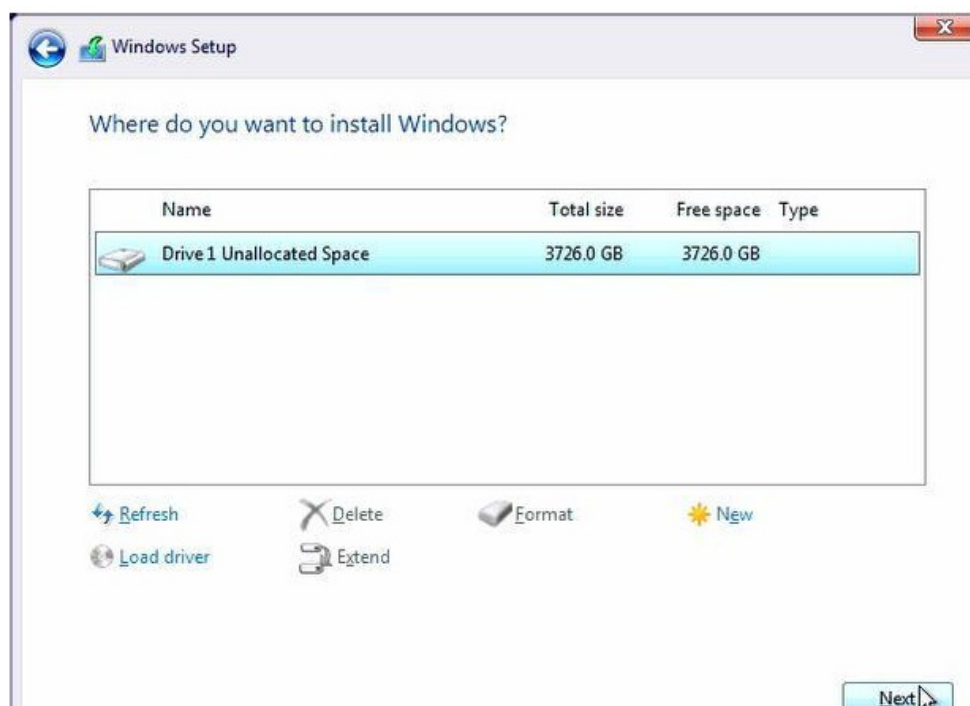 Windows Setup
Where do you want to install Windows?
Name Total size Free space Type
Drive 1 Unallocated Space 3726.0 GB 3726.0 GB
Refresh Delete Format New
Load driver Extend
Next